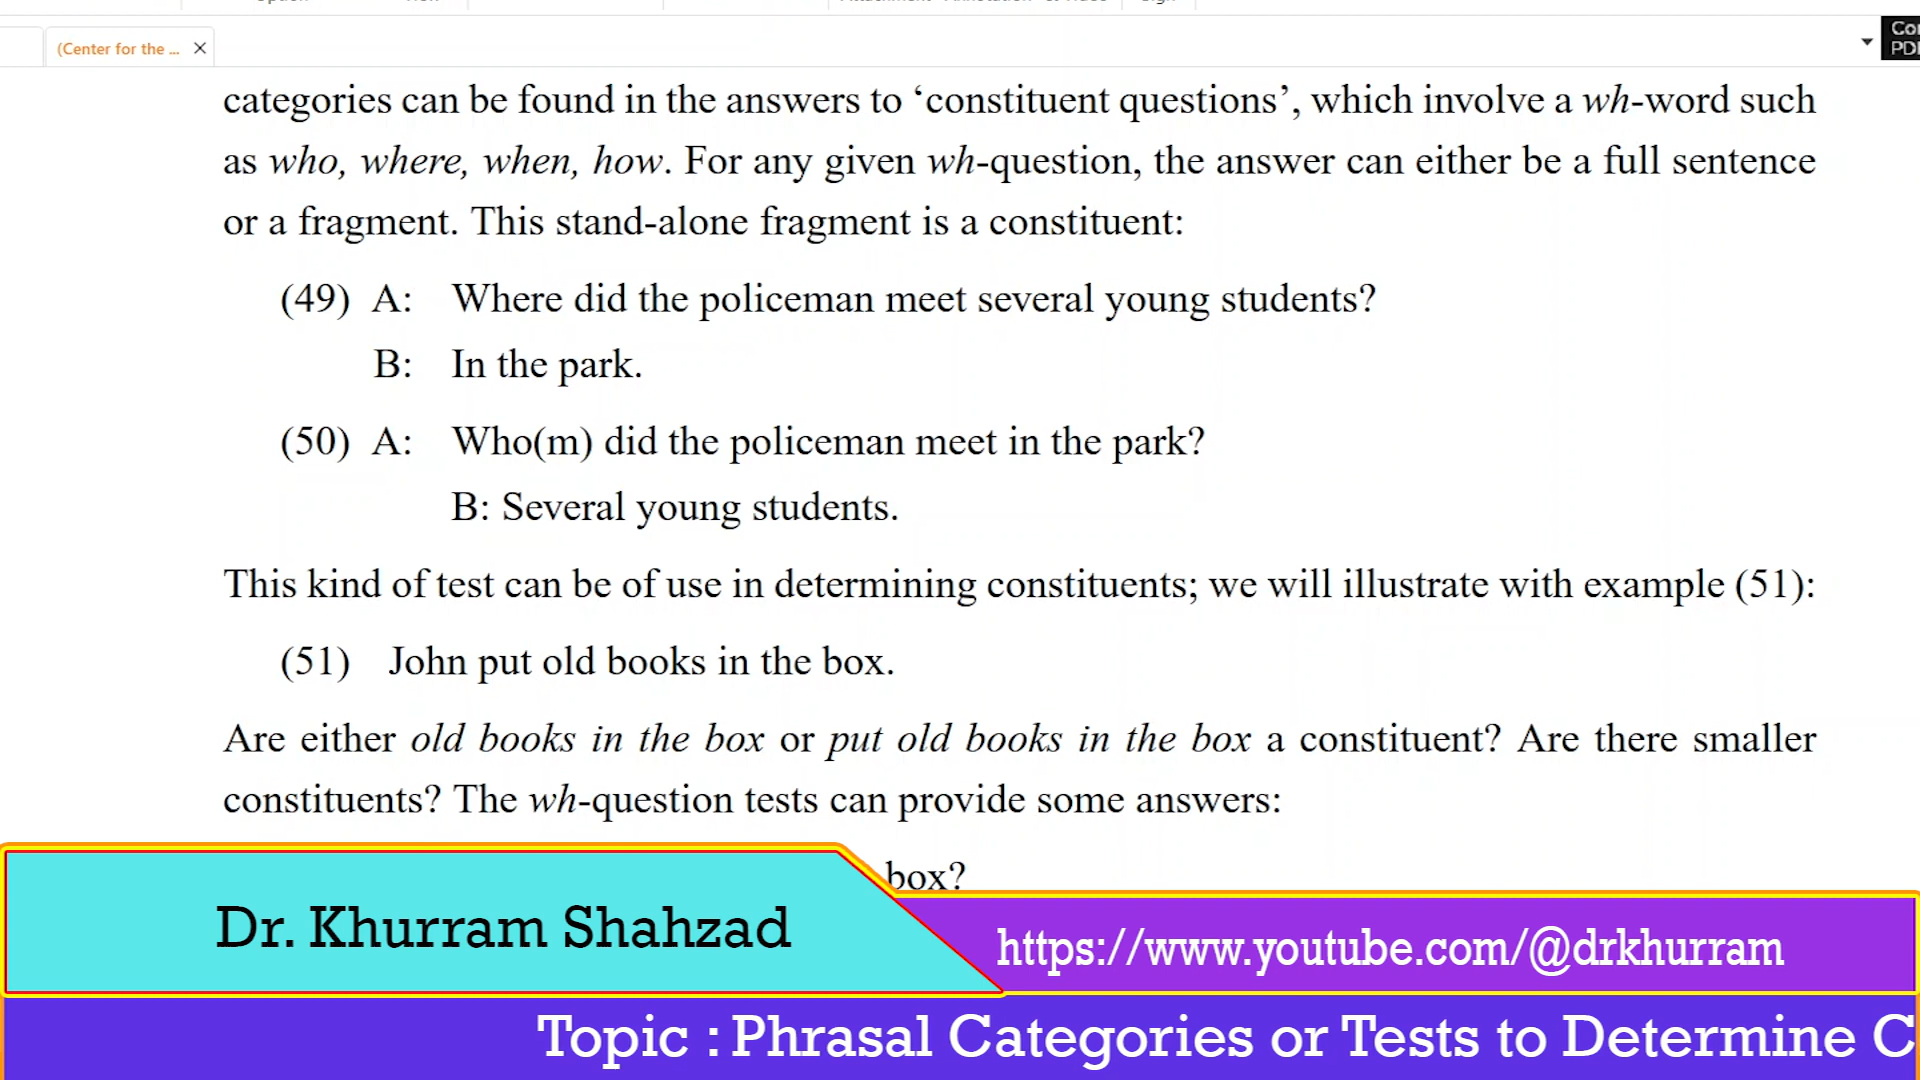 (Center for the ...
categories can be found in the answers to ‘constituent questions’, which involve a wh-word such
as who, where, when, how. For any given wh-question, the answer can either be a full sentence
or a fragment. This stand-alone fragment is a constituent:
(49) A: Where did the policeman meet several young students?
B: In the park.
(50) A: Who(m) did the policeman meet in the park?
B: Several young students.
This kind of test can be of use in determining constituents; we will illustrate with example (51):
(51) John put old books in the box.
Are either old books in the box or put old books in the box a constituent? Are there smaller
constituents? The wh-question tests can provide some answers:
box?
Dr. Khurram Shahzad
https://www.youtube.com/@drkhurram
Topic : Phrasal Categories or Tests to Determine C